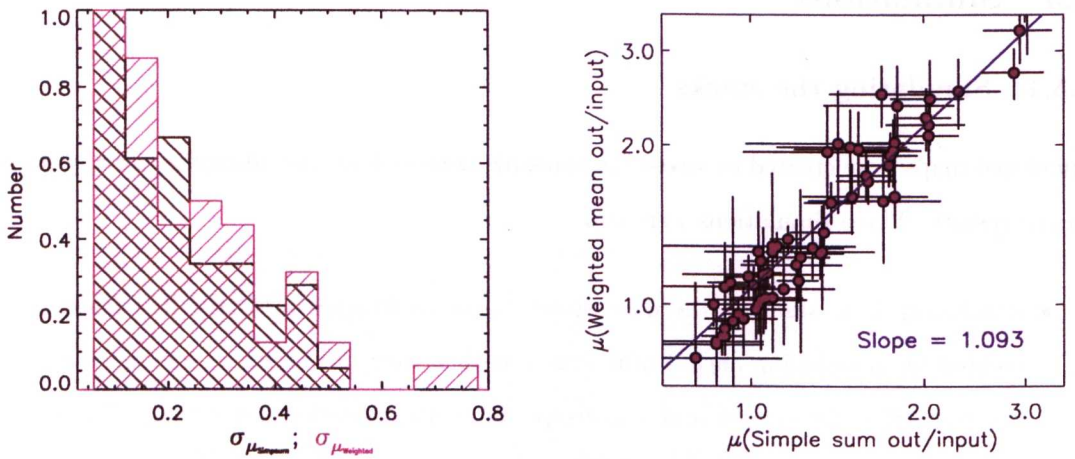 1.0
0.8
0.6
0.4
0.2
0.0
Number
0.2 0.4 0.6 0.8
σμSimplesum; σμWeighted
3.0
2.0
1.0
μ(Weighted mean out/input)
Slope = 1.093
1.0 2.0 3.0
μ(Simple sum out/input)